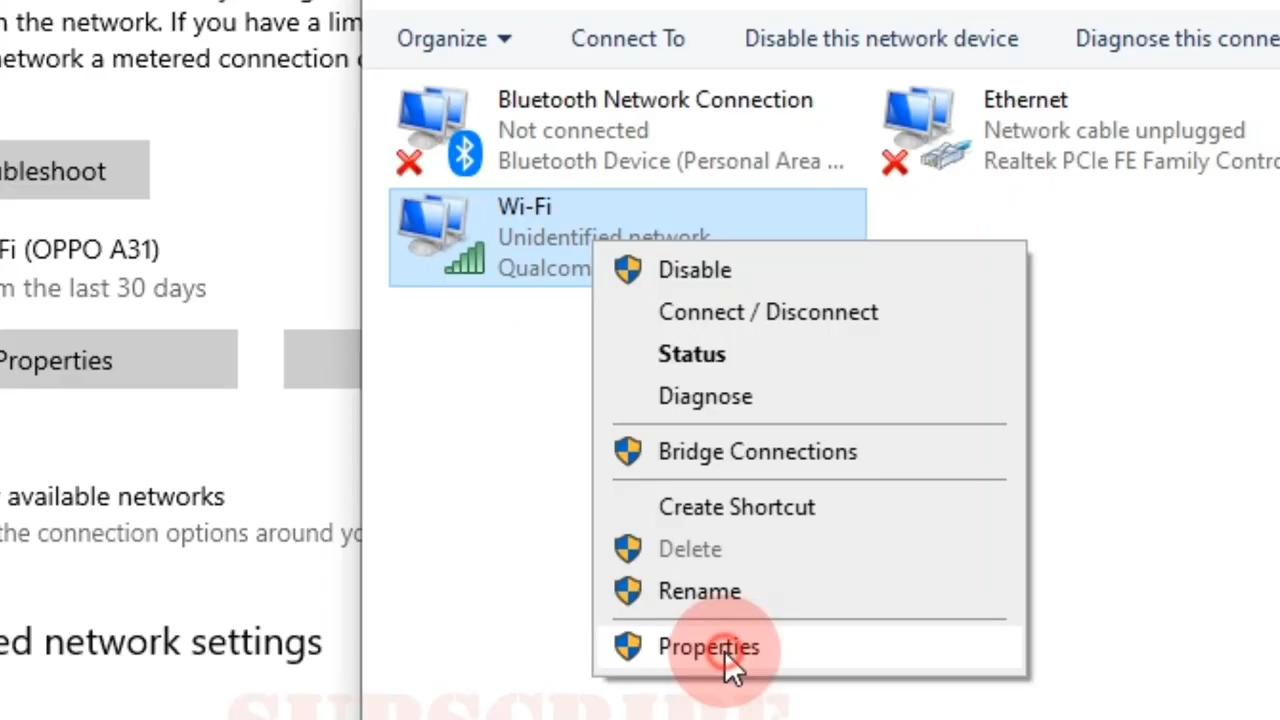 n the network. If you have a lim
network a metered connection
ubleshoot
Fi (OPPO A31)
m the last 30 days
Properties
available networks
the connection options around yo
ed network settings
Organize
Connect To
Disable this network device
Diagnose this conne
Bluetooth Network Connection
Not connected
Bluetooth Device (Personal Area ...
Ethernet
Network cable unplugged
Realtek PCIe FE Family Contro
Wi-Fi
Unidentified network
Qualcom
Disable
Connect / Disconnect
Status
Diagnose
Bridge Connections
Create Shortcut
Delete
Rename
Properties
SUBSCRIBE